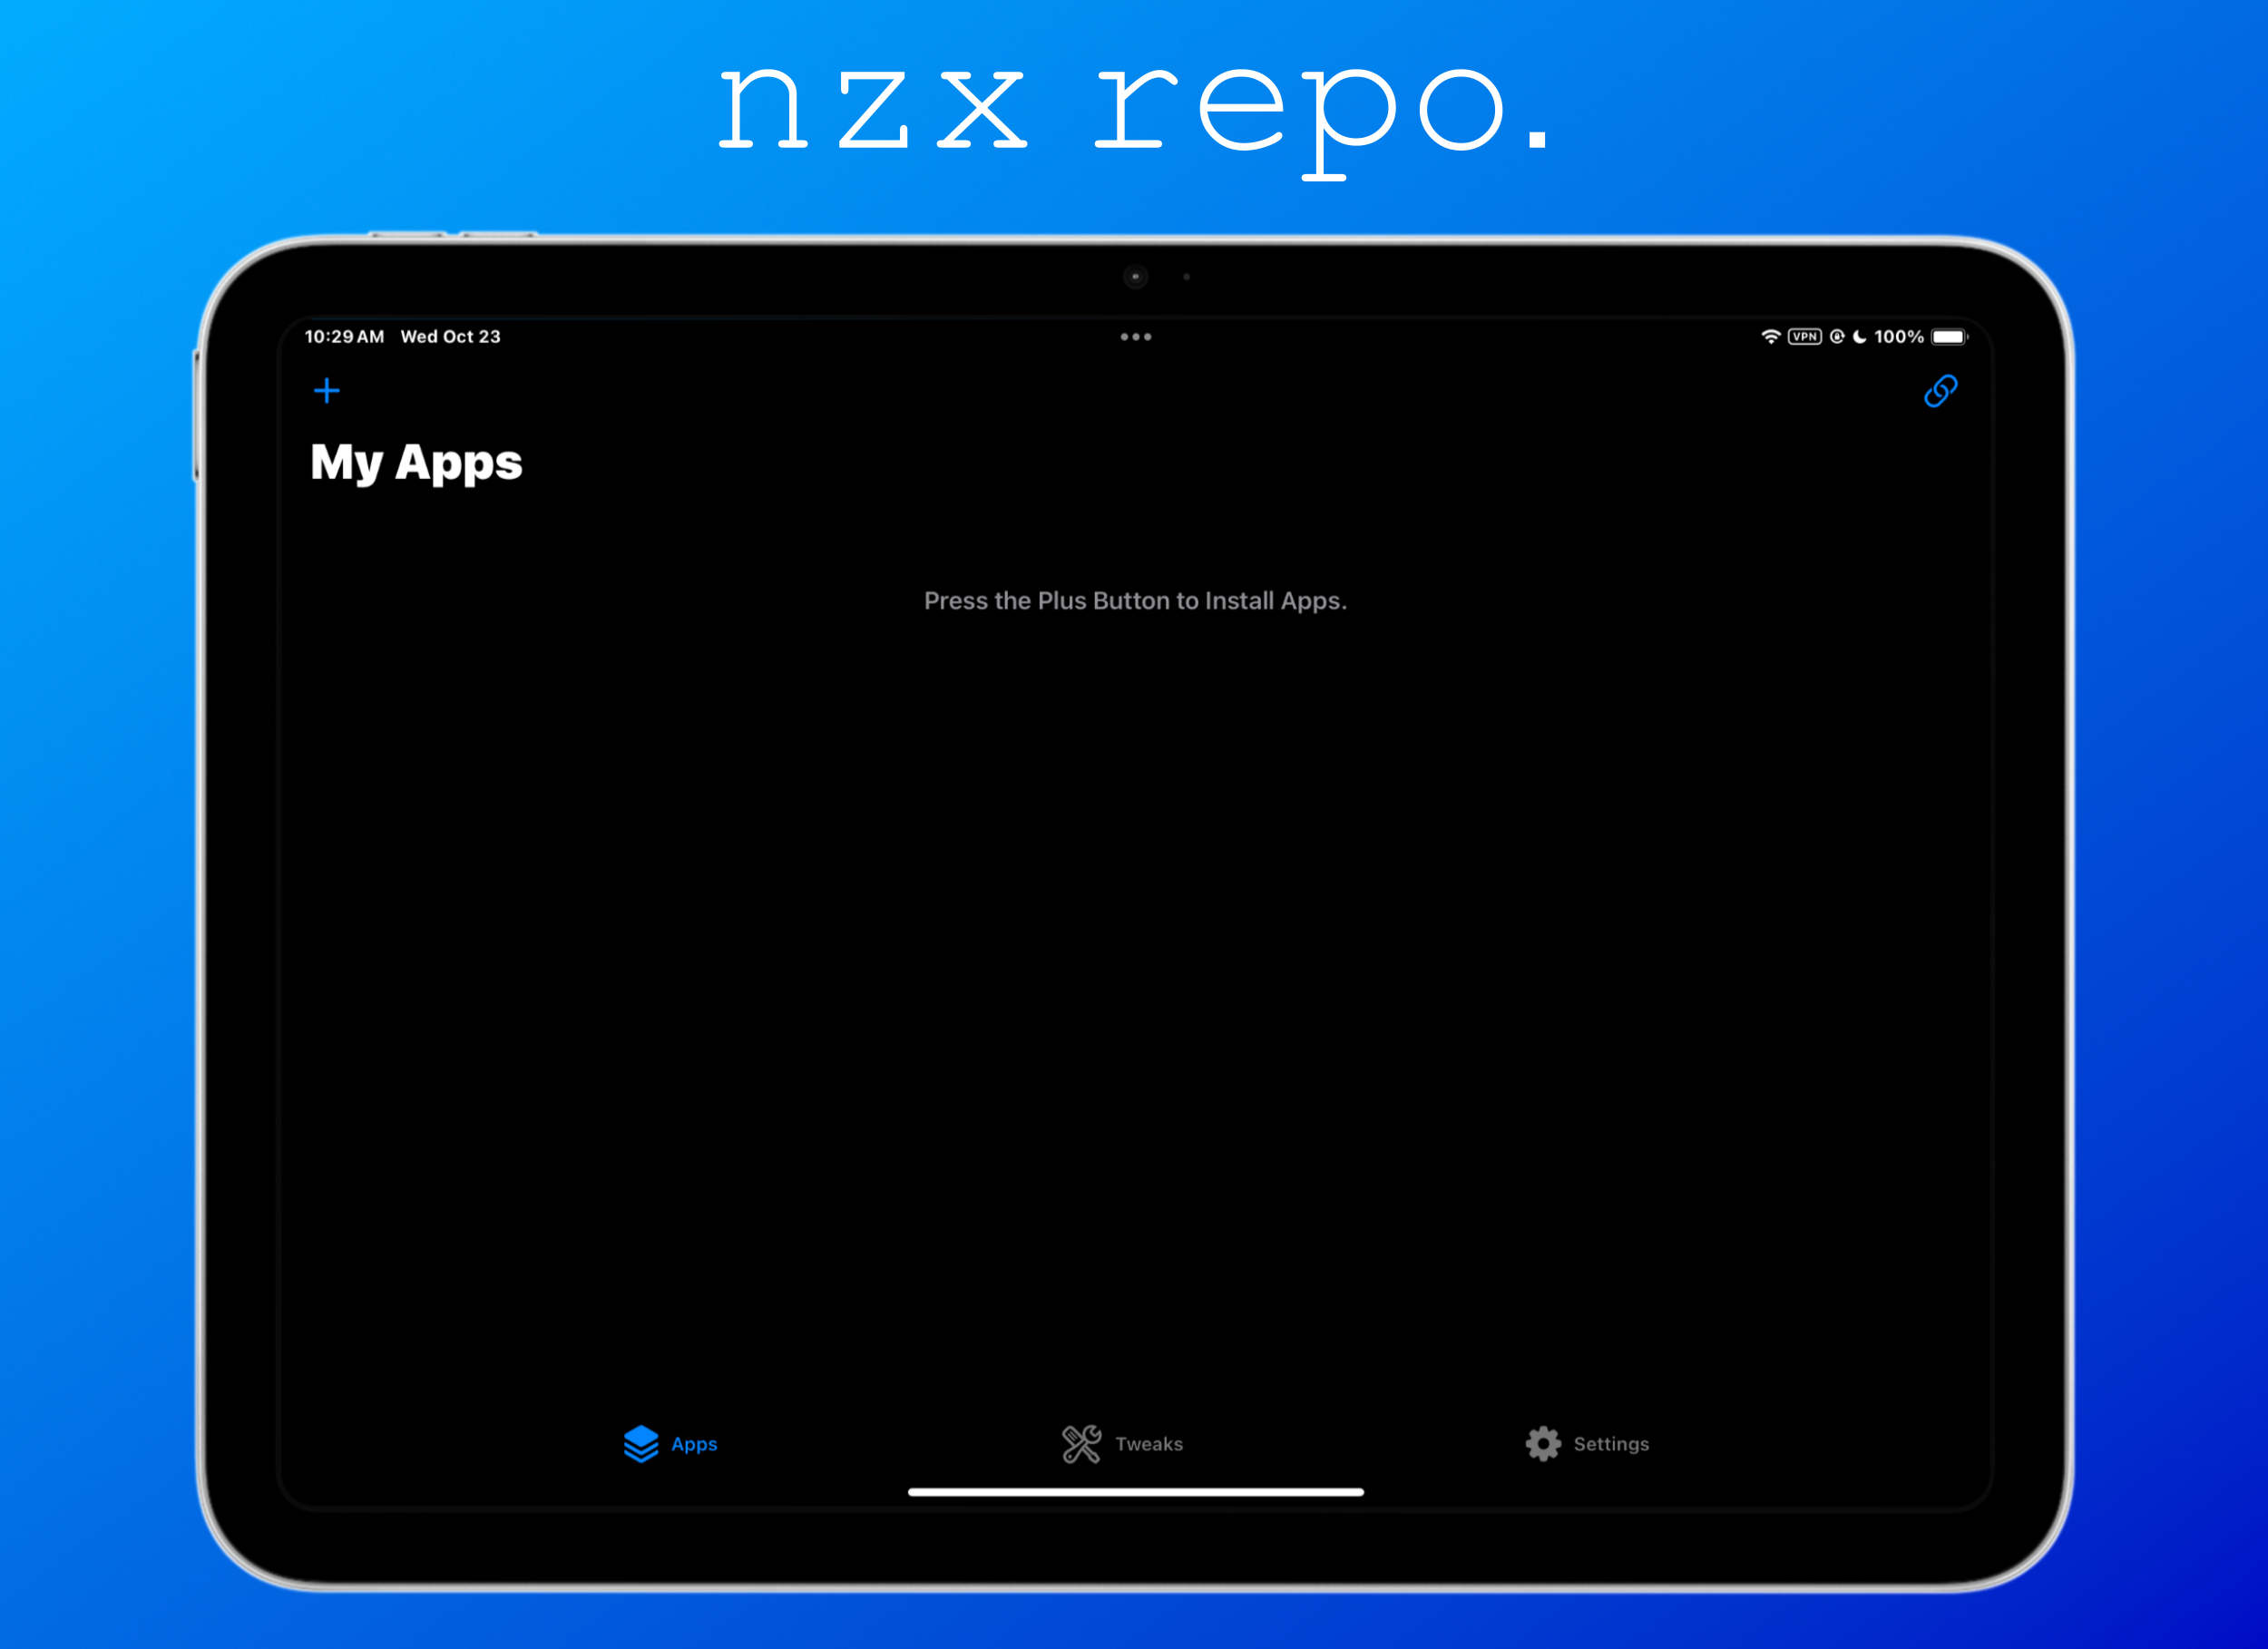 nzx repo.
10:29 AM Wed Oct 23
VPN 100%
My Apps
Press the Plus Button to Install Apps.
Apps Tweaks Settings